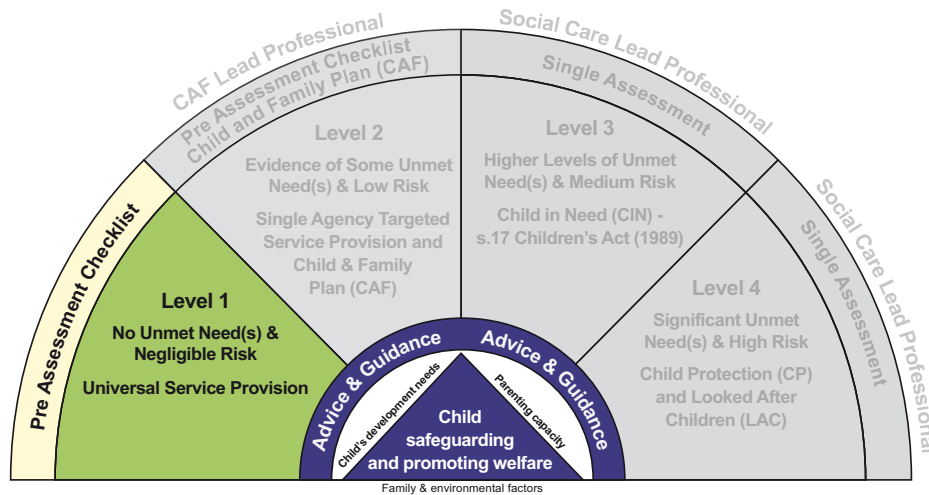 CAF Lead Professional
Social Care Lead Professional
Pre Assessment Checklist
Child and Family Plan (CAF)
Single Assessment
Level 2
Evidence of Some Unmet
Need(s) & Low Risk
Single Agency Targeted
Service Provision and
Child & Family
Plan (CAF)
Level 3
Higher Levels of Unmet
Need(s) & Medium Risk
Child in Need (CIN) -
s.17 Children's Act (1989)
Social Care Lead Professional
Single Assessment
Pre Assessment Checklist
Level 1
No Unmet Need(s) &
Negligible Risk
Universal Service Provision
Level 4
Significant Unmet
Need(s) & High Risk
Child Protection (CP)
and Looked After
Children (LAC)
Advice & Guidance
Advice & Guidance
Child's development needs
Parenting capacity
Child
safeguarding
and promoting welfare
Family & environmental factors